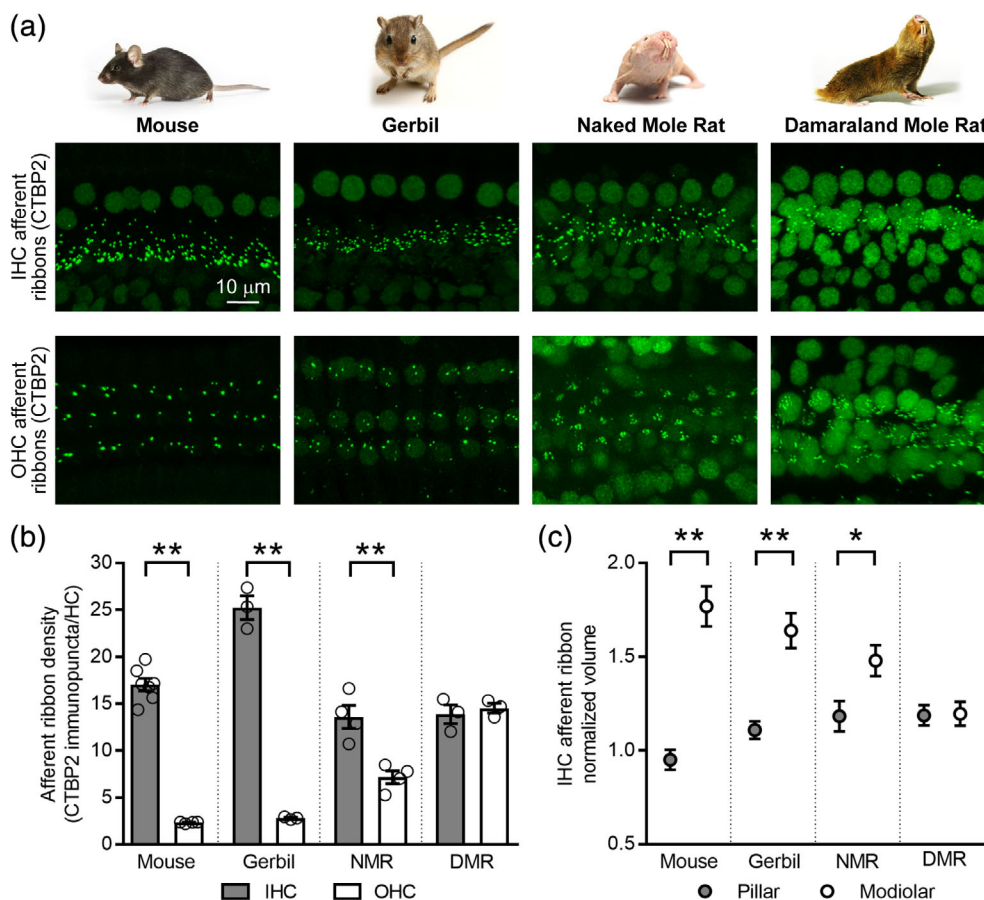 (a)
Mouse
Gerbil
Naked Mole Rat
Damaraland Mole Rat
IHC afferent
ribbons (CTBP2)
10 μm
OHC afferent
ribbons (CTBP2)
(b)
Afferent ribbon density
(CTBP2 immunopuncta/HC)
30
25
20
15
10
5
0
**
**
**
Mouse
Gerbil
NMR
DMR
IHC
OHC
(c)
IHC afferent ribbon
normalized volume
2.0
1.5
1.0
0.5
**
**
*
Mouse
Gerbil
NMR
DMR
Pillar
Modiolar